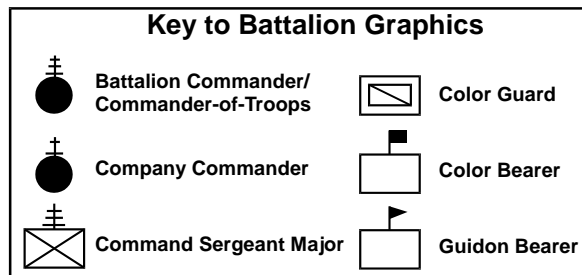 Key to Battalion Graphics
Battalion Commander/
Commander-of-Troops
Color Guard
Company Commander
Color Bearer
Command Sergeant Major
Guidon Bearer